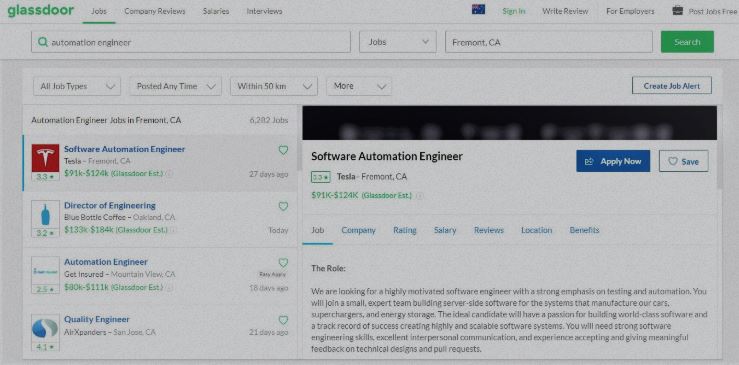 glassdoor Jobs Company Reviews Salaries Interviews Sign In Write Review For Employers Post Jobs Free
automation engineer Jobs Fremont, CA Search
All Job Types Posted Any Time Within 50 km More Create Job Alert
Automation Engineer Jobs in Fremont, CA 6,282 Jobs
Software Automation Engineer
Tesla – Fremont, CA
$91k-$124k (Glassdoor Est.)
3.3 ★ 27 days ago
Director of Engineering
Blue Bottle Coffee – Oakland, CA
$133k-$184k (Glassdoor Est.)
3.2 ★ Today
Automation Engineer
Get Insured – Mountain View, CA
Easy Apply
$80k-$111k (Glassdoor Est.)
2.5 ★ 18 days ago
Quality Engineer
AirXpanders – San Jose, CA
21 days ago
4.1 ★
Software Automation Engineer
Apply Now Save
3.3 ★ Tesla – Fremont, CA
$91K-$124K (Glassdoor Est.)
Job Company Rating Salary Reviews Location Benefits
The Role:
We are looking for a highly motivated software engineer with a strong emphasis on testing and automation. You
will join a small, expert team building server-side software for the systems that manufacture our cars,
superchargers, and energy storage. The ideal candidate will have a passion for building world-class software and
a track record of success creating highly and scalable software systems. You will need strong software
engineering skills, excellent interpersonal communication, and experience accepting and giving meaningful
feedback on technical designs and pull requests.